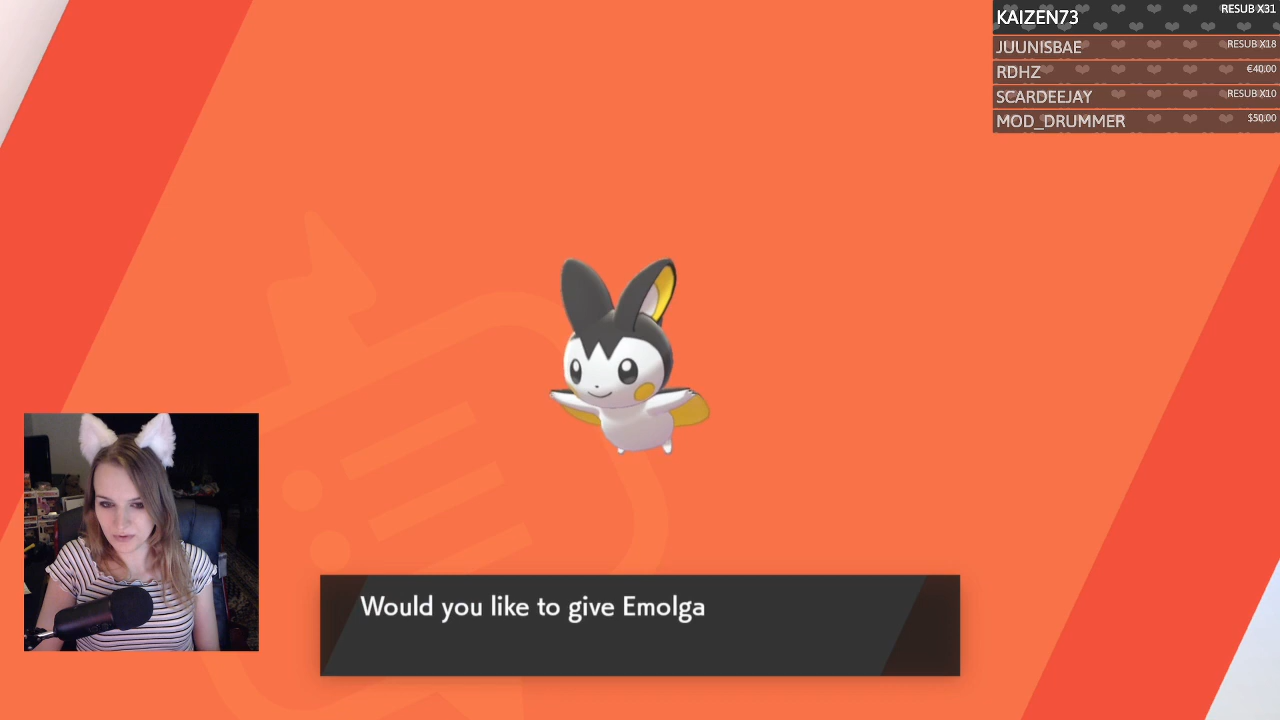 KAIZEN73 RESUB X31
JUUNISBAE RESUB X18
RDHZ €40.00
SCARDEEJAY RESUB X10
MOD_DRUMMER $50.00
Would you like to give Emolga